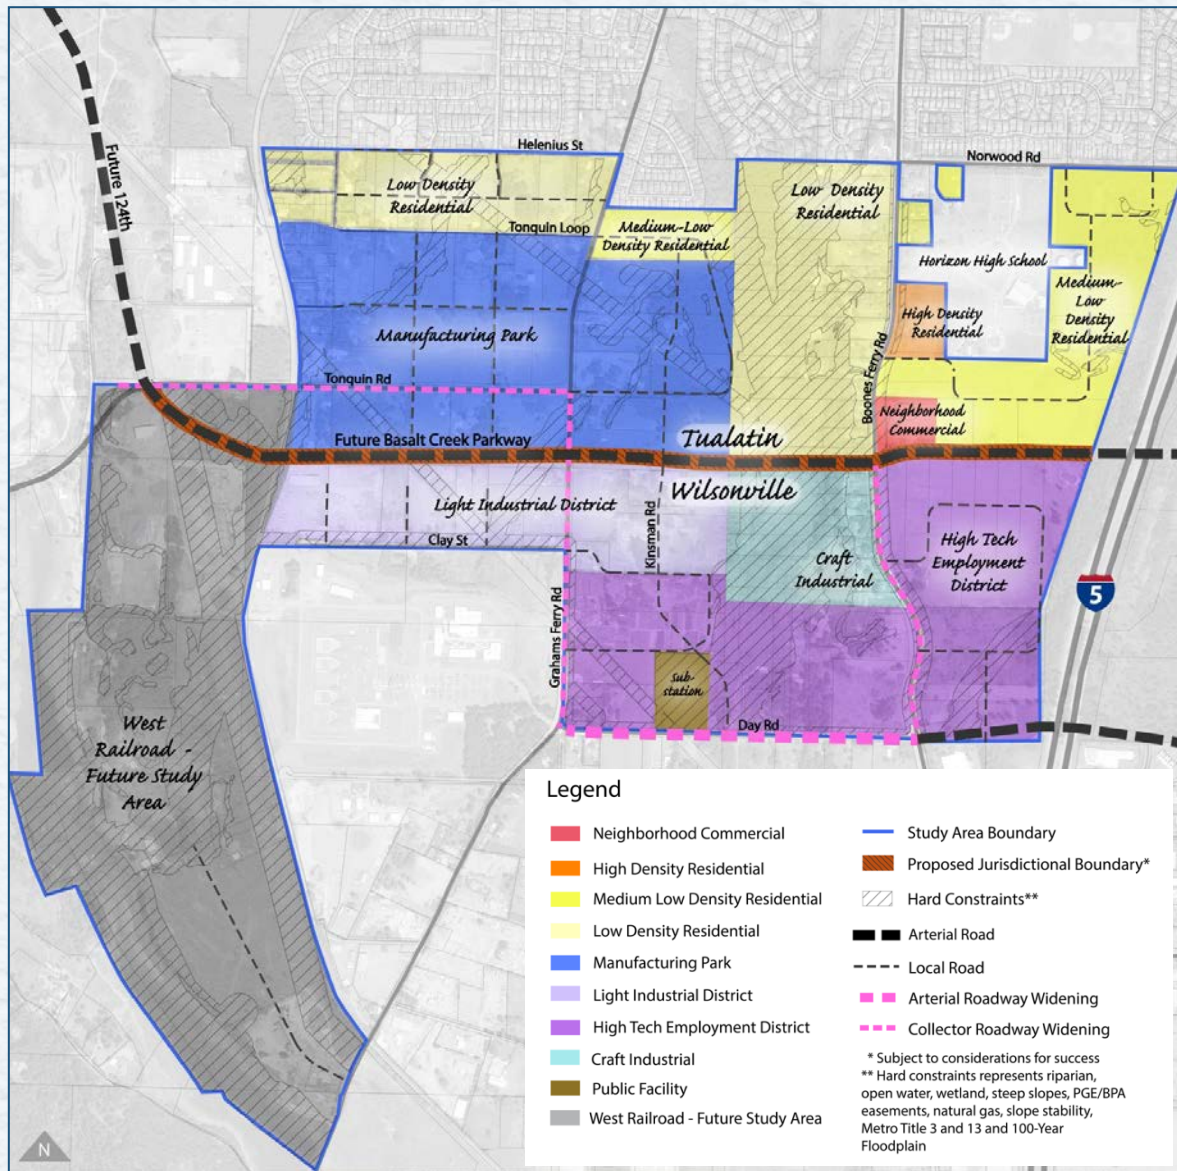 Helenius St
Norwood Rd
Future 124th
Low Density
Residential
Low Density
Residential
Tonquin Loop
Medium-Low
Density Residential
Horizon High School
Medium-
Low
Density
Residential
High Density
Residential
Manufacturing Park
Boones Ferry Rd
Tonquin Rd
Neighborhood
Commercial
Future Basalt Creek Parkway
Tualatin
Wilsonville
Light Industrial District
Kinsman Rd
Clay St
High Tech
Employment
District
Craft
Industrial
5
Grahams Ferry Rd
Sub-
station
Day Rd
West
Railroad -
Future Study
Area
Legend
Neighborhood Commercial
High Density Residential
Medium Low Density Residential
Low Density Residential
Manufacturing Park
Light Industrial District
High Tech Employment District
Craft Industrial
Public Facility
West Railroad - Future Study Area
Study Area Boundary
Proposed Jurisdictional Boundary*
Hard Constraints**
Arterial Road
Local Road
Arterial Roadway Widening
Collector Roadway Widening
* Subject to considerations for success
** Hard constraints represents riparian,
open water, wetland, steep slopes, PGE/BPA
easements, natural gas, slope stability,
Metro Title 3 and 13 and 100-Year
Floodplain
N